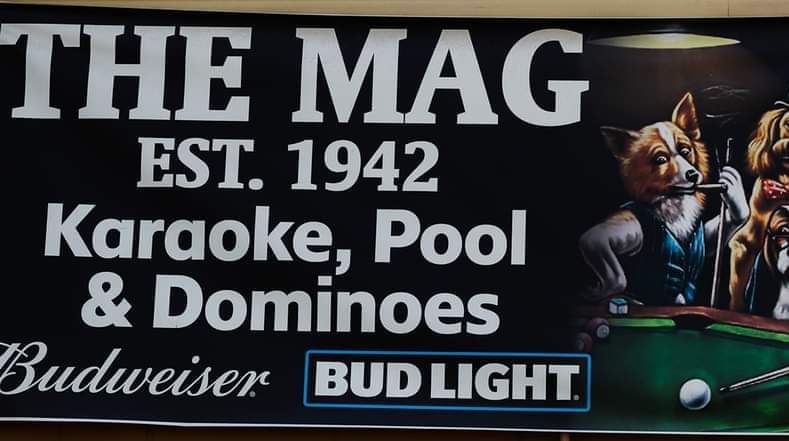 THE MAG
EST. 1942
Karaoke, Pool
& Dominoes
Budweiser
BUD LIGHT